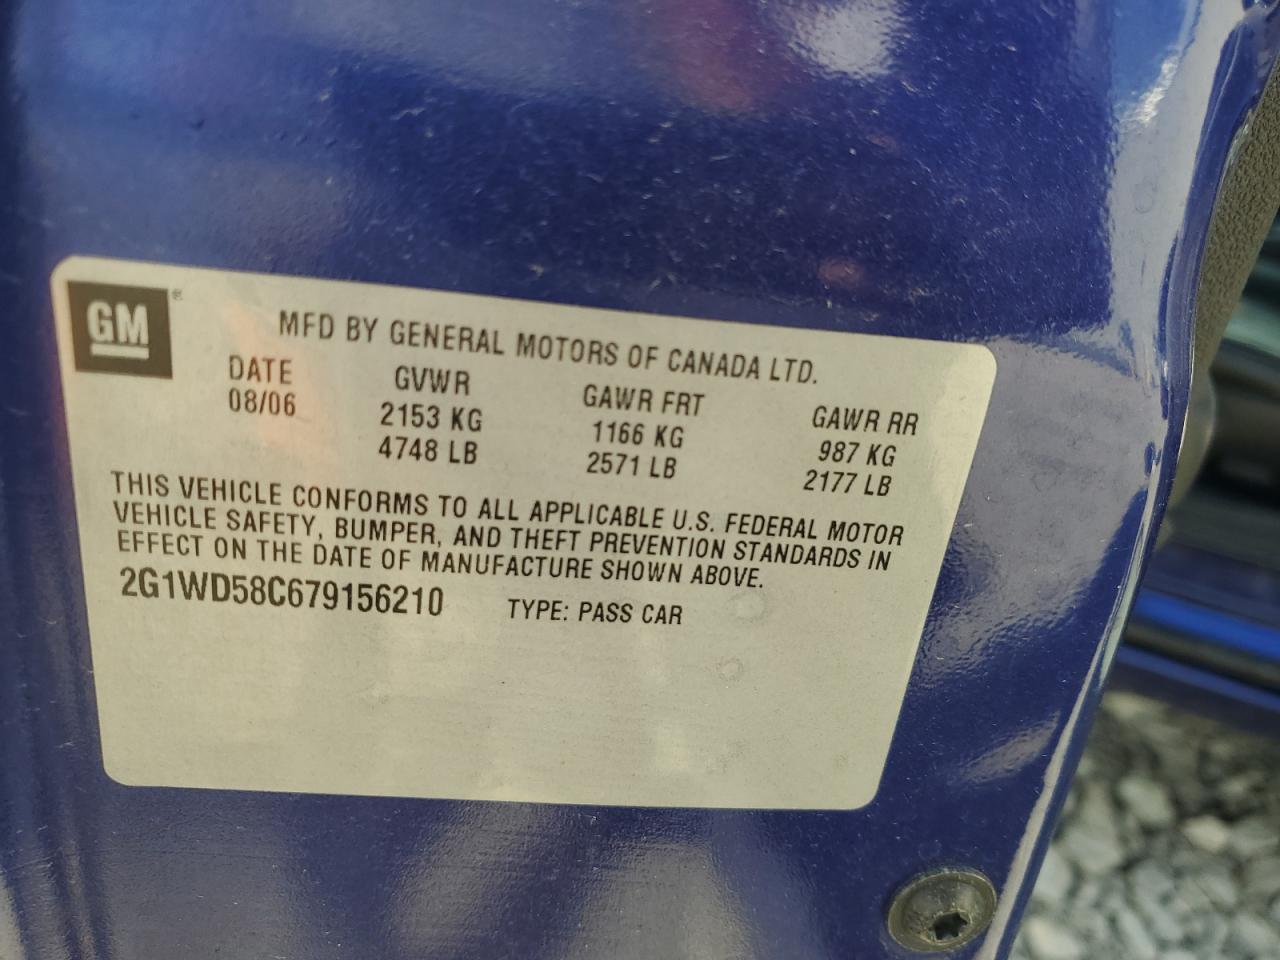 GM ®
MFD BY GENERAL MOTORS OF CANADA LTD.
DATE GVWR GAWR FRT GAWR RR
08/06 2153 KG 1166 KG 987 KG
4748 LB 2571 LB 2177 LB
THIS VEHICLE CONFORMS TO ALL APPLICABLE U.S. FEDERAL MOTOR
VEHICLE SAFETY, BUMPER, AND THEFT PREVENTION STANDARDS IN
EFFECT ON THE DATE OF MANUFACTURE SHOWN ABOVE.
2G1WD58C679156210 TYPE: PASS CAR